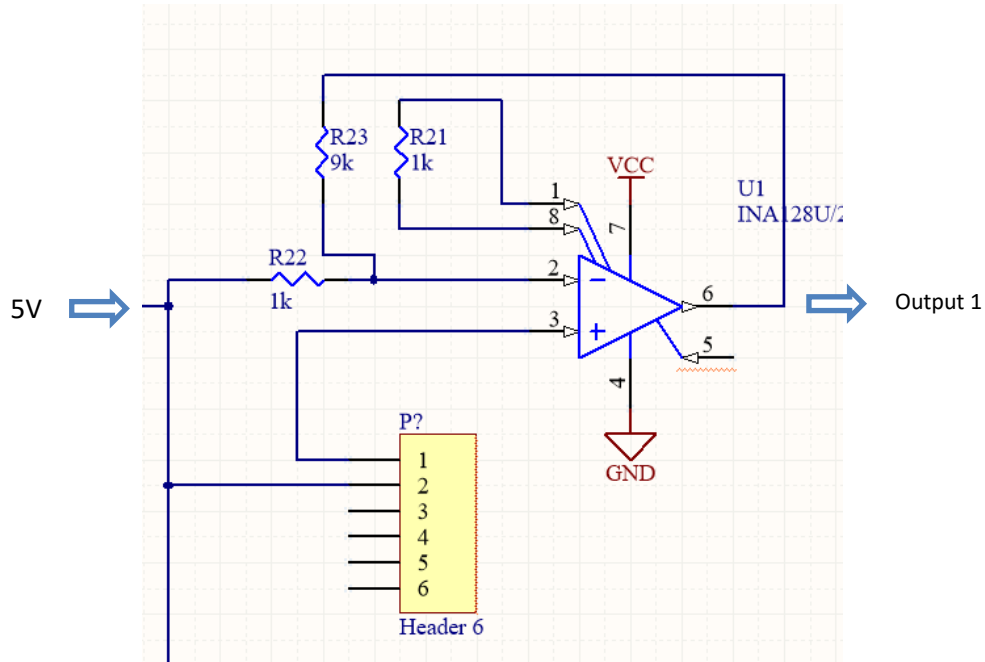 R23
9k
R21
1k
VCC
U1
INA128U/2
1
8
7
R22
1k
2
−
5V
6
Output 1
3
+
5
4
P?
GND
1
2
3
4
5
6
Header 6